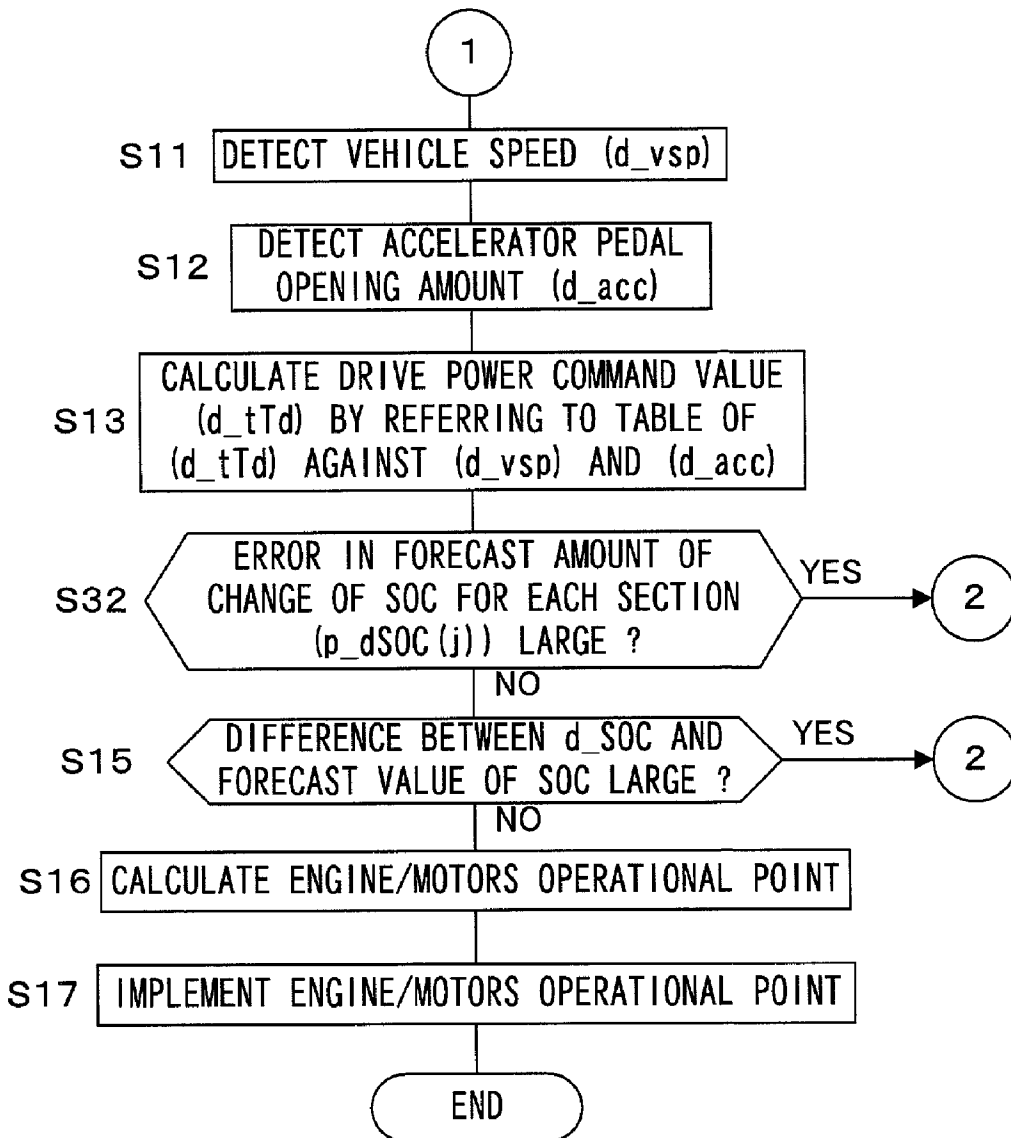 1
S11 DETECT VEHICLE SPEED (d_vsp)
S12 DETECT ACCELERATOR PEDAL
OPENING AMOUNT (d_acc)
CALCULATE DRIVE POWER COMMAND VALUE
S13 (d_tTd) BY REFERRING TO TABLE OF
(d_tTd) AGAINST (d_vsp) AND (d_acc)
ERROR IN FORECAST AMOUNT OF
S32 CHANGE OF SOC FOR EACH SECTION YES 2
(p_dSOC(j)) LARGE ?
NO
S15 DIFFERENCE BETWEEN d_SOC AND YES 2
FORECAST VALUE OF SOC LARGE ?
NO
S16 CALCULATE ENGINE/MOTORS OPERATIONAL POINT
S17 IMPLEMENT ENGINE/MOTORS OPERATIONAL POINT
END